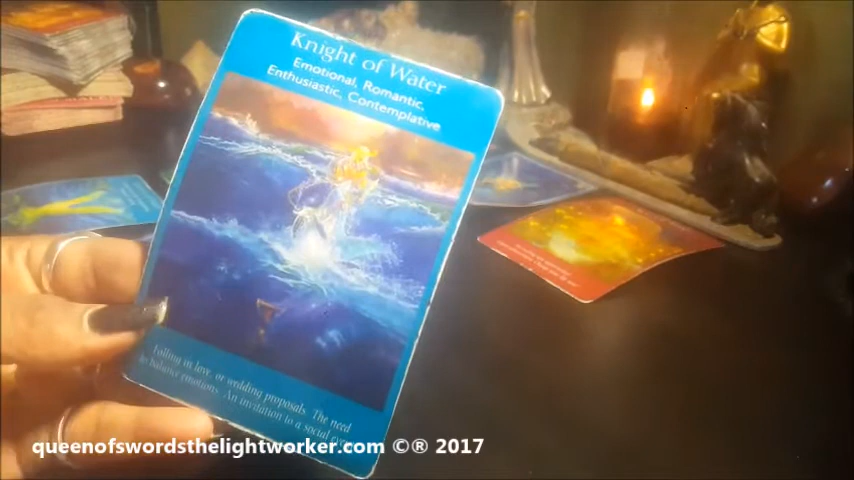 Knight of Water
Emotional, Romantic,
Enthusiastic, Contemplative
Falling in love, or wedding proposals. The need
to balance emotions. An invitation to a social event.
queenofswordsthelightworker.com ©® 2017